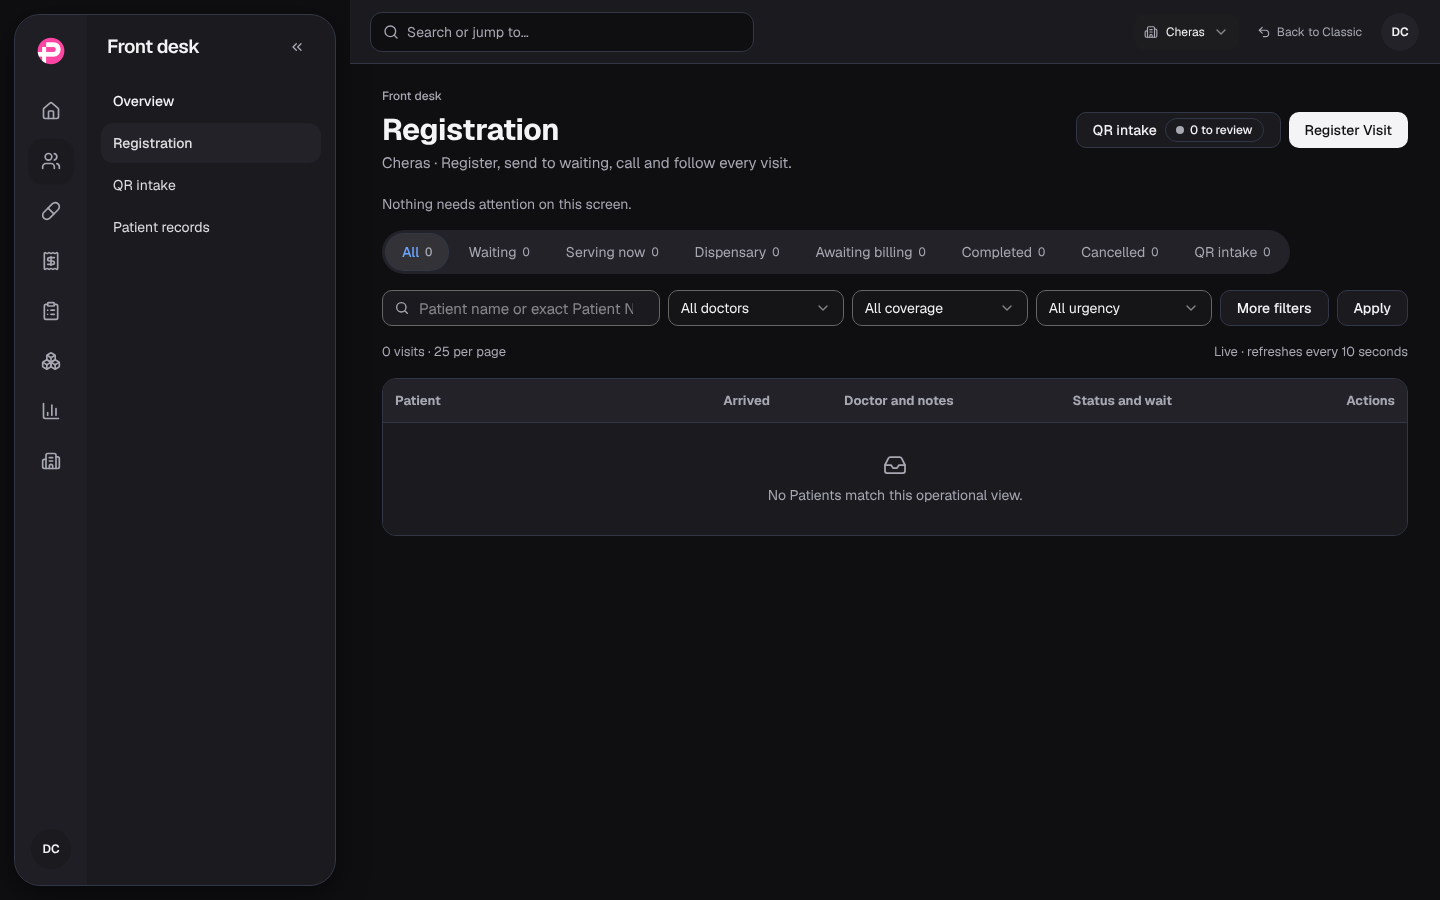 Front desk
Overview
Registration
QR intake
Patient records
DC
Search or jump to...
Cheras
Back to Classic
DC
Front desk
Registration
Cheras · Register, send to waiting, call and follow every visit.
QR intake 0 to review
Register Visit
Nothing needs attention on this screen.
All 0 Waiting 0 Serving now 0 Dispensary 0 Awaiting billing 0 Completed 0 Cancelled 0 QR intake 0
Patient name or exact Patient N All doctors All coverage All urgency More filters Apply
0 visits · 25 per page
Live · refreshes every 10 seconds
Patient Arrived Doctor and notes Status and wait Actions
No Patients match this operational view.